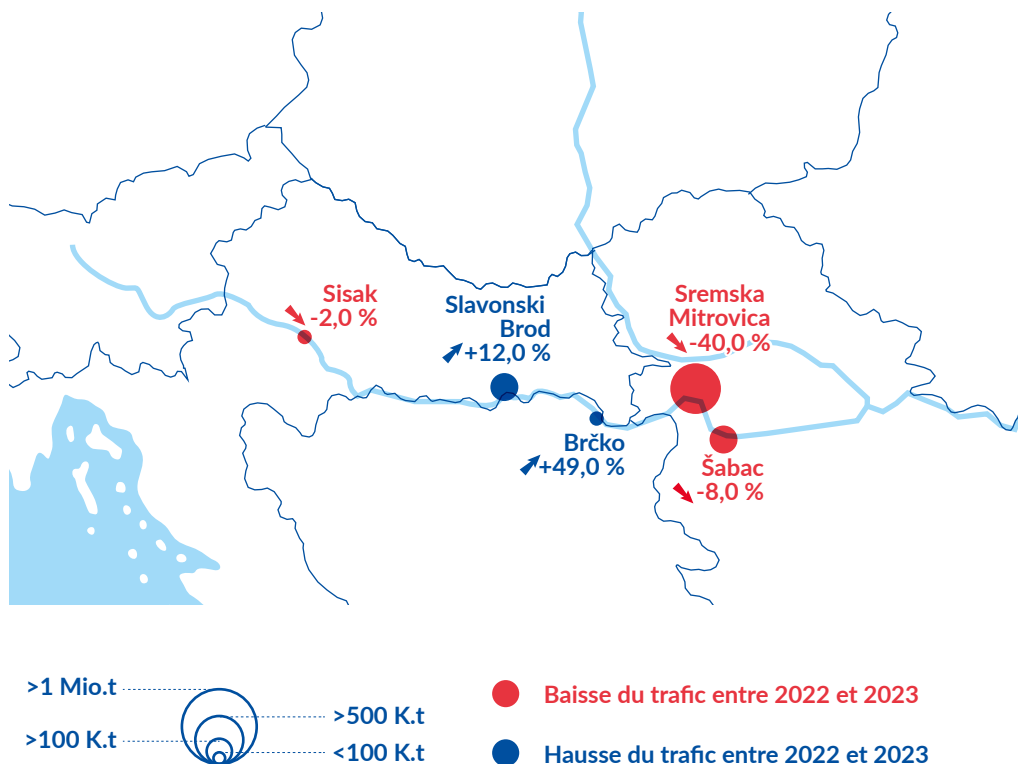 Sisak
-2,0 %
Slavonski
Brod
+12,0 %
Sremska
Mitrovica
-40,0 %
Brčko
+49,0 %
Šabac
-8,0 %
>1 Mio.t
>500 K.t
>100 K.t
<100 K.t
Baisse du trafic entre 2022 et 2023
Hausse du trafic entre 2022 et 2023